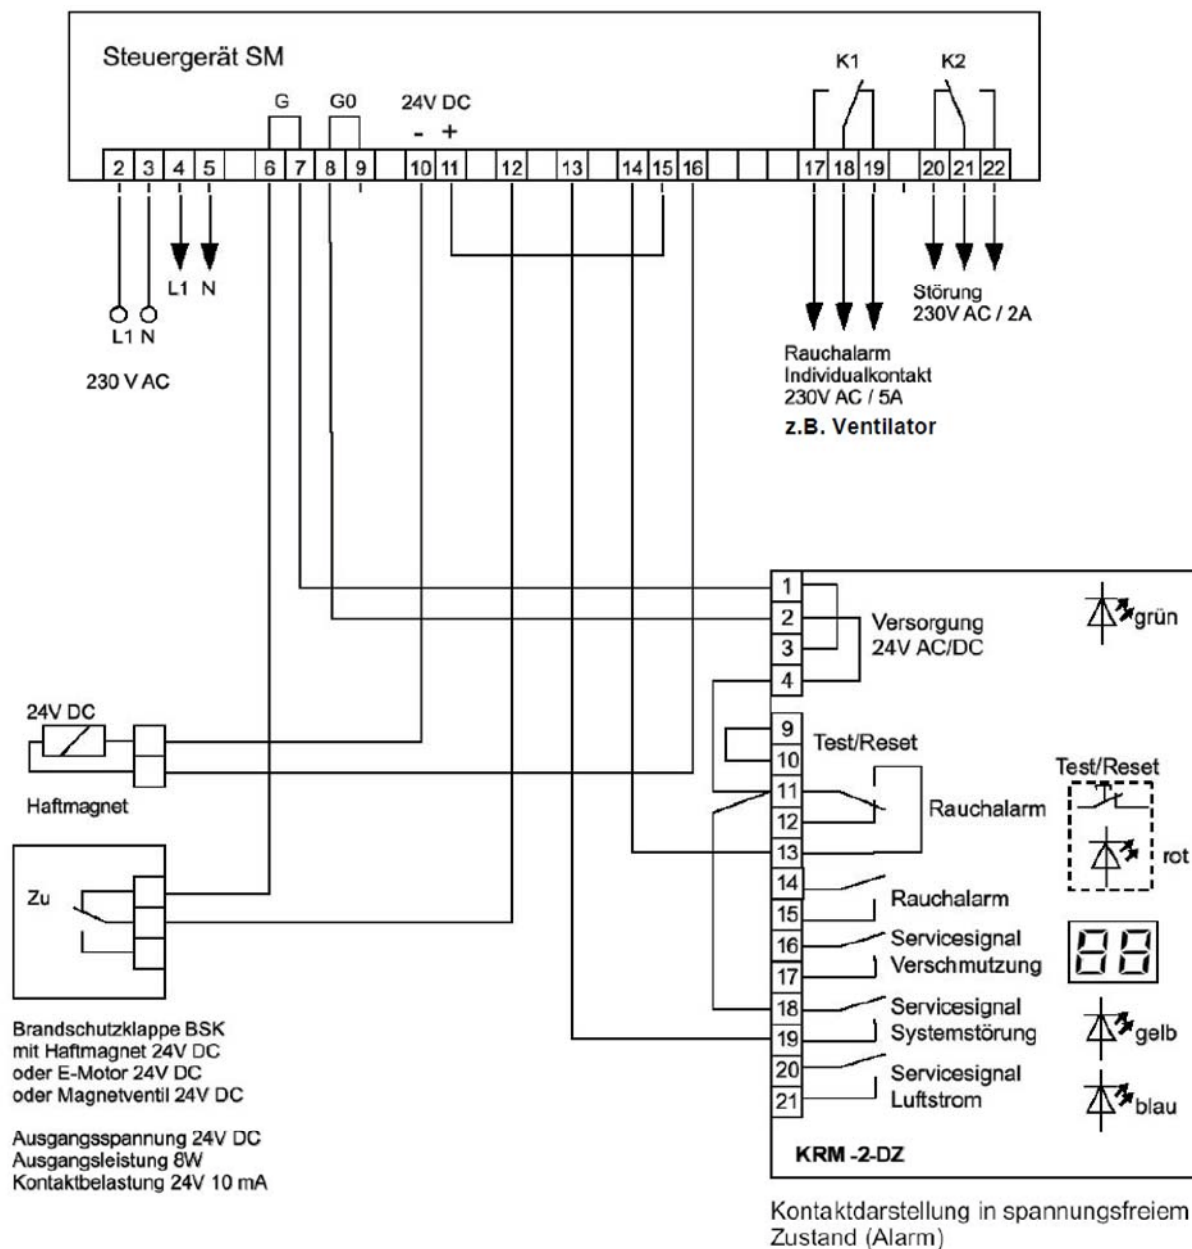 Steuergerät SM
K1
K2
G
G0
24V DC
- +
2 3 4 5 6 7 8 9 10 11 12 13 14 15 16 17 18 19 20 21 22
L1 N
L1 N
230 V AC
Störung
230V AC / 2A
Rauchalarm
Individualkontakt
230V AC / 5A
z.B. Ventilator
24V DC
Haftmagnet
Zu
Brandschutzklappe BSK
mit Haftmagnet 24V DC
oder E-Motor 24V DC
oder Magnetventil 24V DC
Ausgangsspannung 24V DC
Ausgangsleistung 8W
Kontaktbelastung 24V 10 mA
1
2
3
4
Versorgung
24V AC/DC
grün
9
10
Test/Reset
11
12
13
Rauchalarm
Test/Reset
rot
14
15
Rauchalarm
16
17
Servicesignal
Verschmutzung
88
18
19
Servicesignal
Systemstörung
gelb
20
21
Servicesignal
Luftstrom
blau
KRM -2-DZ
Kontaktdarstellung in spannungsfreiem
Zustand (Alarm)